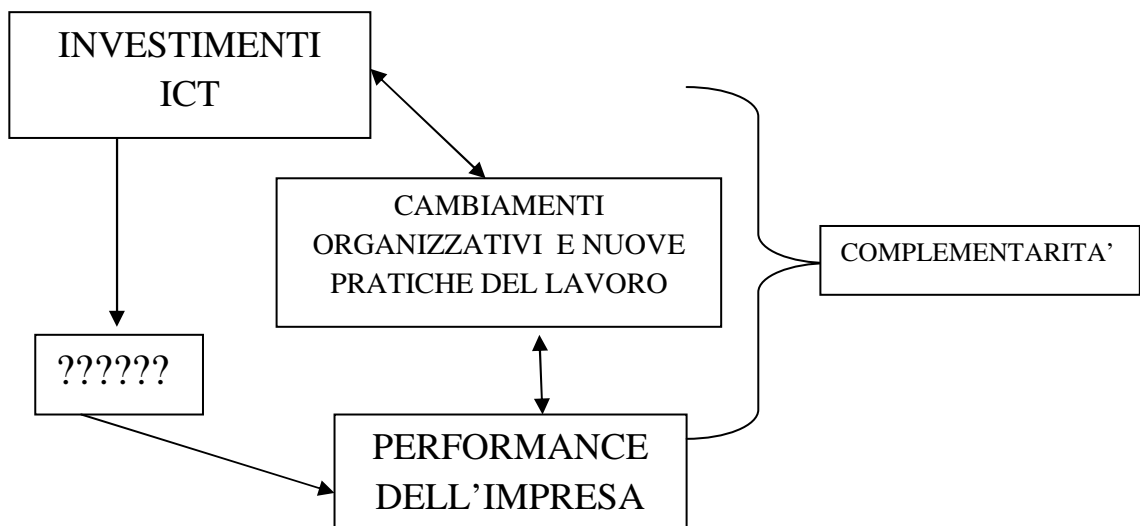 INVESTIMENTI
ICT
CAMBIAMENTI
ORGANIZZATIVI E NUOVE
PRATICHE DEL LAVORO
COMPLEMENTARITA’
??????
PERFORMANCE
DELL’IMPRESA